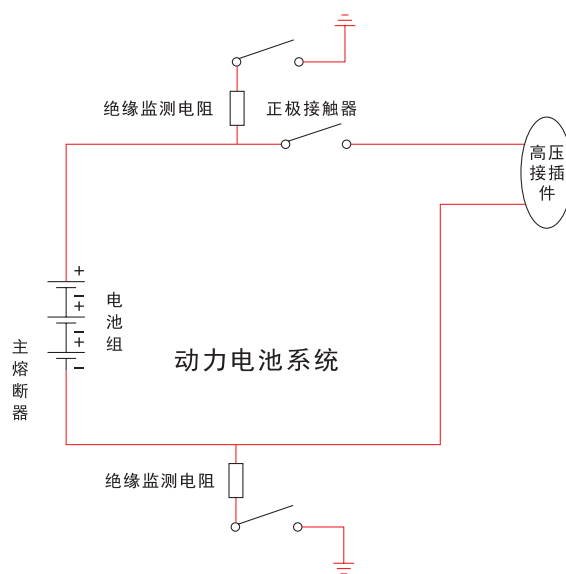 绝缘监测电阻
正极接触器
高压
接插
件
+
−
+
−
+
−
电
池
组
主
熔
断
器
动力电池系统
绝缘监测电阻